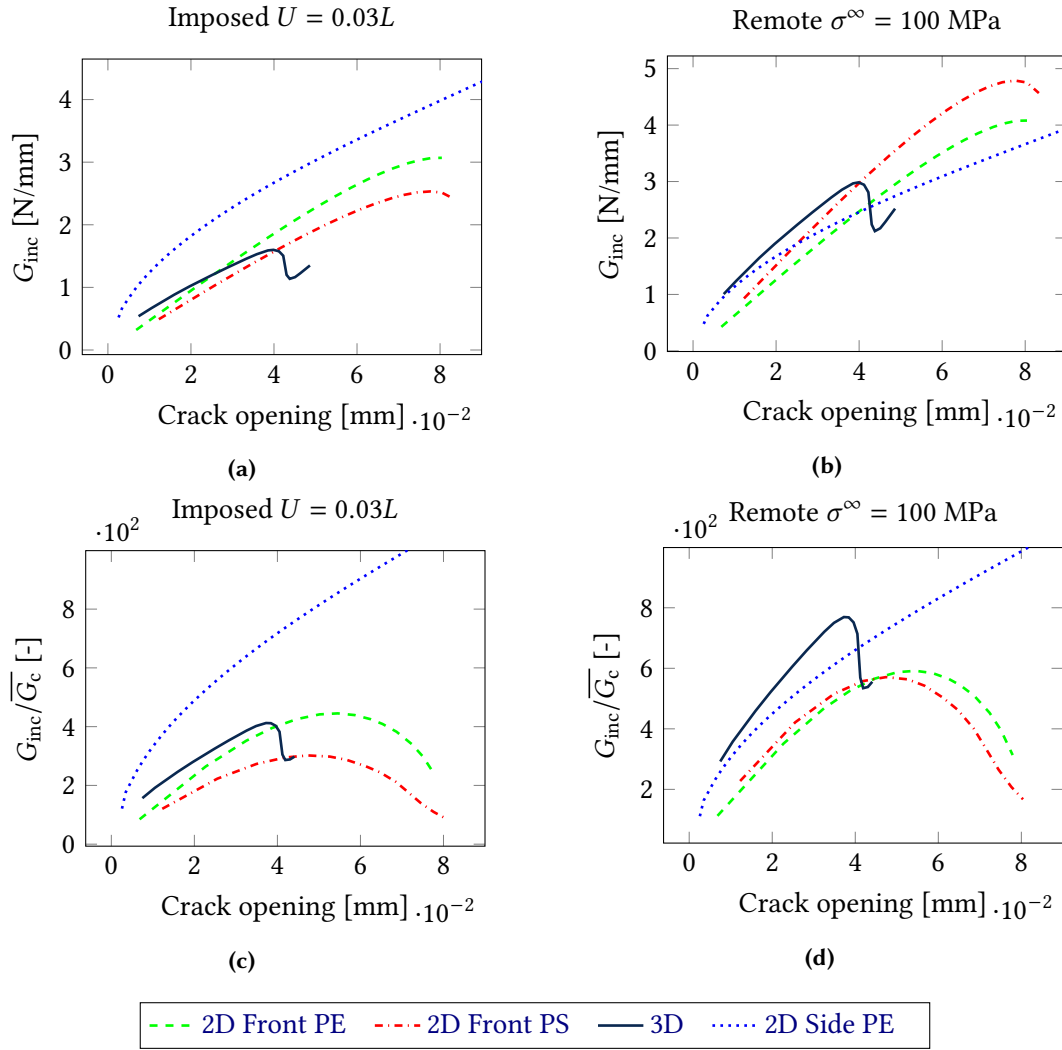 Imposed U = 0.03L
G_inc [N/mm]
4
3
2
1
0
0 2 4 6 8
Crack opening [mm] ·10⁻²
(a)
Remote σ^∞ = 100 MPa
G_inc [N/mm]
5
4
3
2
1
0
0 2 4 6 8
Crack opening [mm] ·10⁻²
(b)
Imposed U = 0.03L
·10²
G_inc/G̅_c [-]
8
6
4
2
0
0 2 4 6 8
Crack opening [mm] ·10⁻²
(c)
Remote σ^∞ = 100 MPa
·10²
G_inc/G̅_c [-]
8
6
4
2
0 2 4 6 8
Crack opening [mm] ·10⁻²
(d)
2D Front PE 2D Front PS 3D 2D Side PE